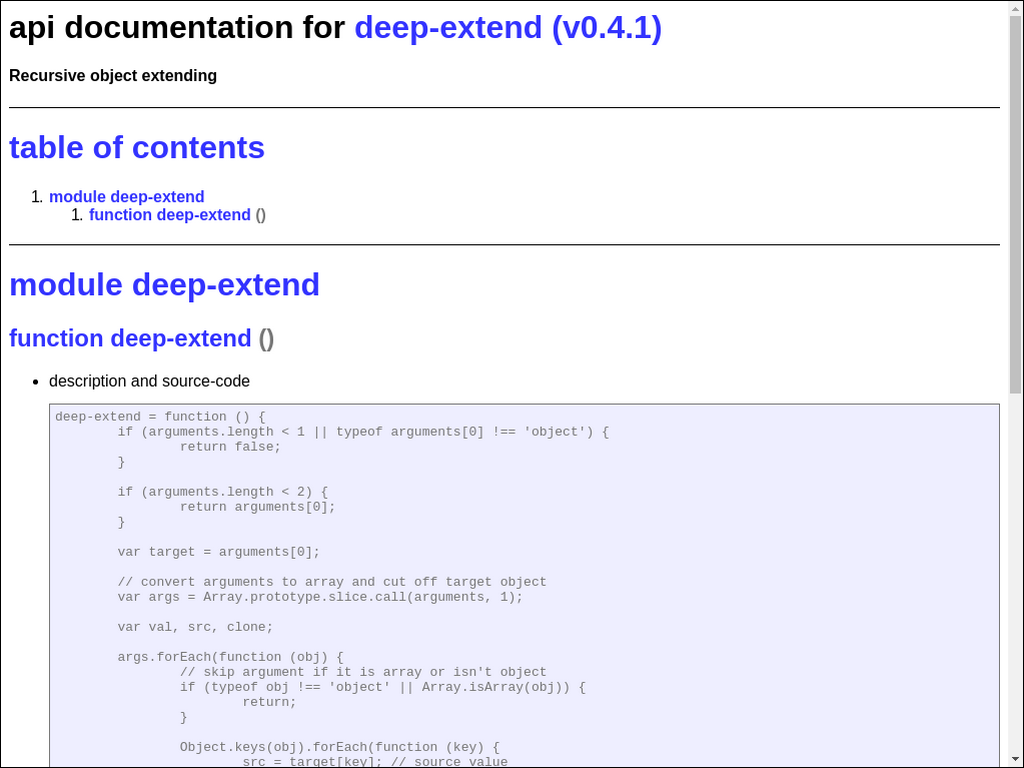 api documentation for deep-extend (v0.4.1)
Recursive object extending
table of contents
1. module deep-extend
1. function deep-extend ()
module deep-extend
function deep-extend ()
• description and source-code
deep-extend = function () {
        if (arguments.length < 1 || typeof arguments[0] !== 'object') {
                return false;
        }

        if (arguments.length < 2) {
                return arguments[0];
        }

        var target = arguments[0];

        // convert arguments to array and cut off target object
        var args = Array.prototype.slice.call(arguments, 1);

        var val, src, clone;

        args.forEach(function (obj) {
                // skip argument if it is array or isn't object
                if (typeof obj !== 'object' || Array.isArray(obj)) {
                        return;
                }

                Object.keys(obj).forEach(function (key) {
                        src = target[key]; // source value